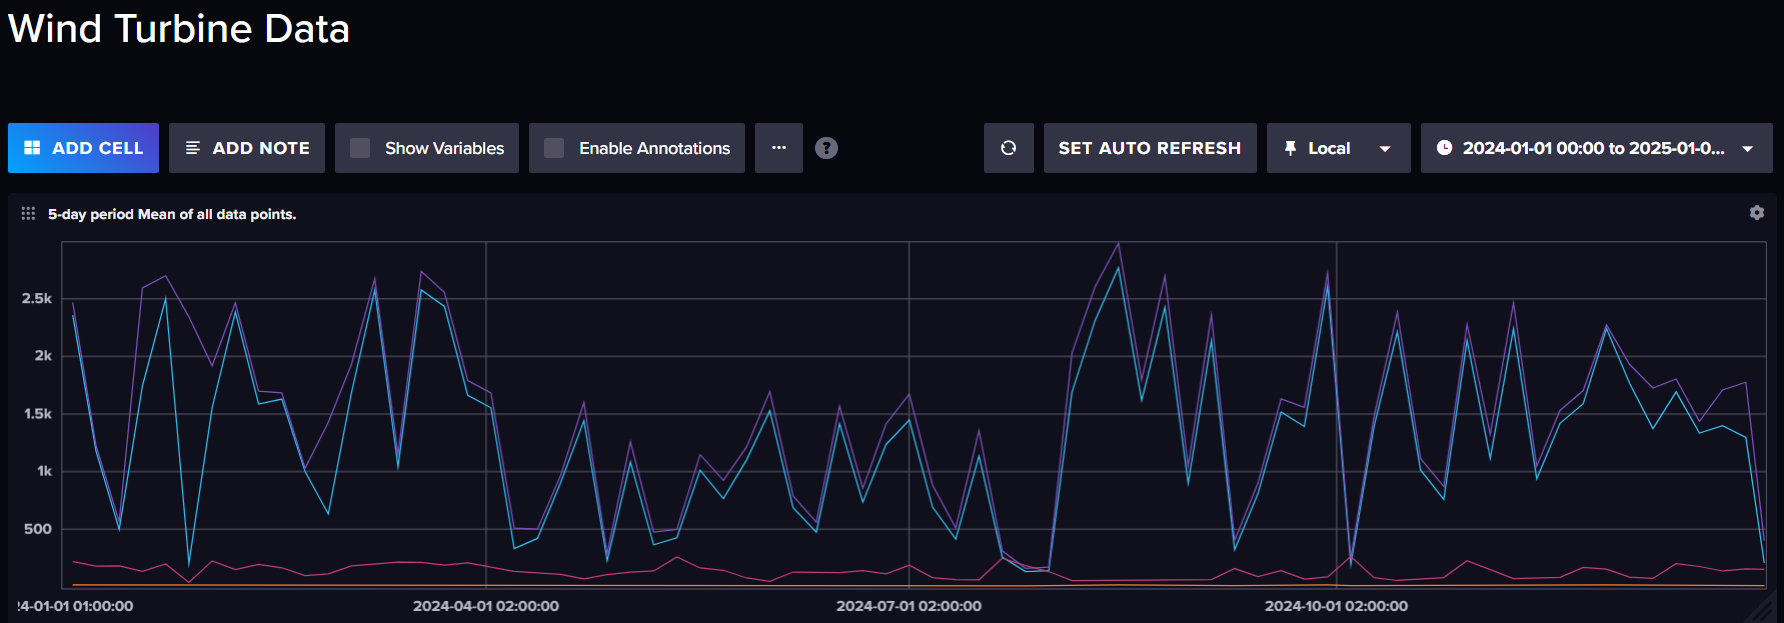 Wind Turbine Data
ADD CELL ADD NOTE Show Variables Enable Annotations ... ? SET AUTO REFRESH Local 2024-01-01 00:00 to 2025-01-0...
5-day period Mean of all data points.
2.5k
2k
1.5k
1k
500
4-01-01 01:00:00 2024-04-01 02:00:00 2024-07-01 02:00:00 2024-10-01 02:00:00